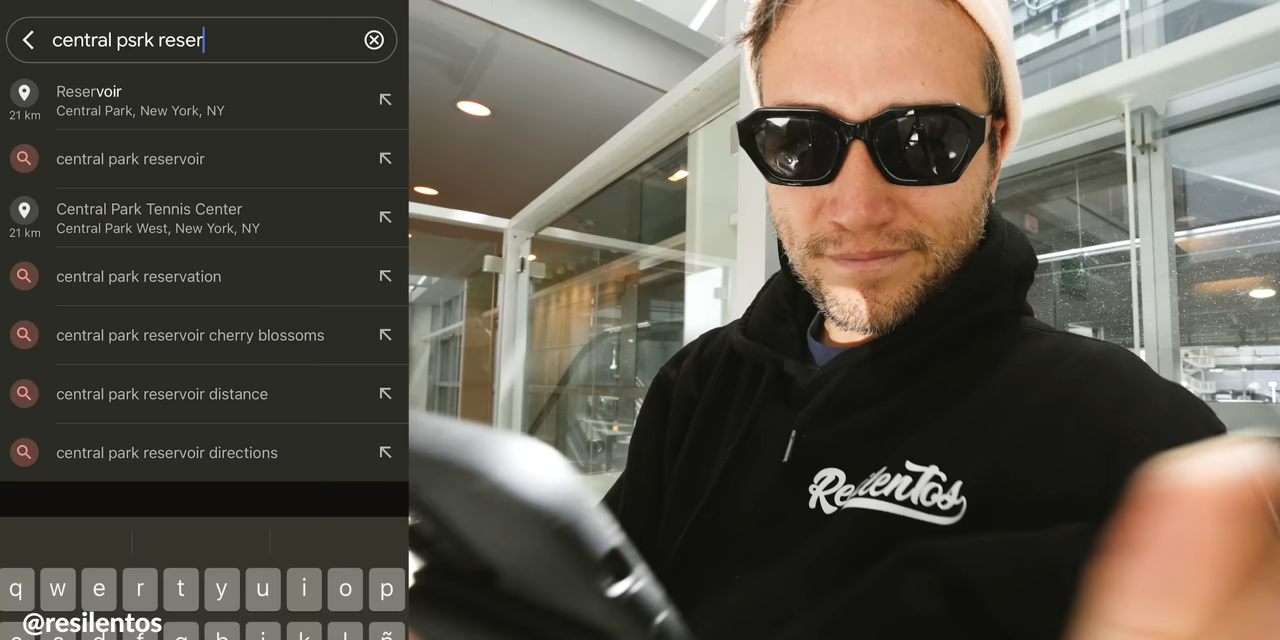 central psrk reser
Reservoir
Central Park, New York, NY
21 km
central park reservoir
Central Park Tennis Center
Central Park West, New York, NY
21 km
central park reservation
central park reservoir cherry blossoms
central park reservoir distance
central park reservoir directions
q w e r t y u i o p
@resilentos
Resilentos